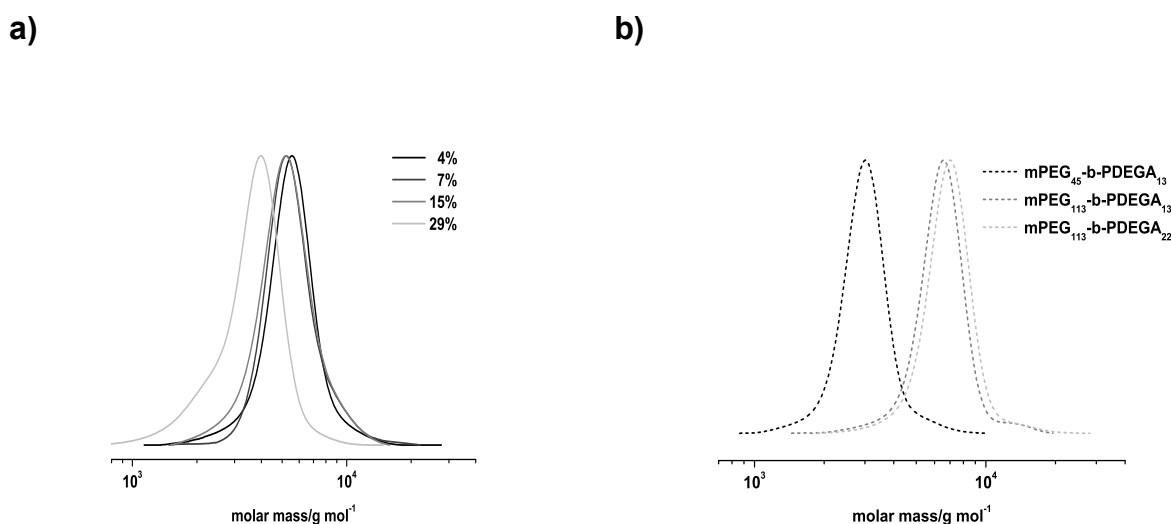 a)
b)
4%
7%
15%
29%
mPEG₄₅-b-PDEGA₁₃
mPEG₁₁₃-b-PDEGA₁₃
mPEG₁₁₃-b-PDEGA₂₂
10³
10⁴
10³
10⁴
molar mass/g mol⁻¹
molar mass/g mol⁻¹